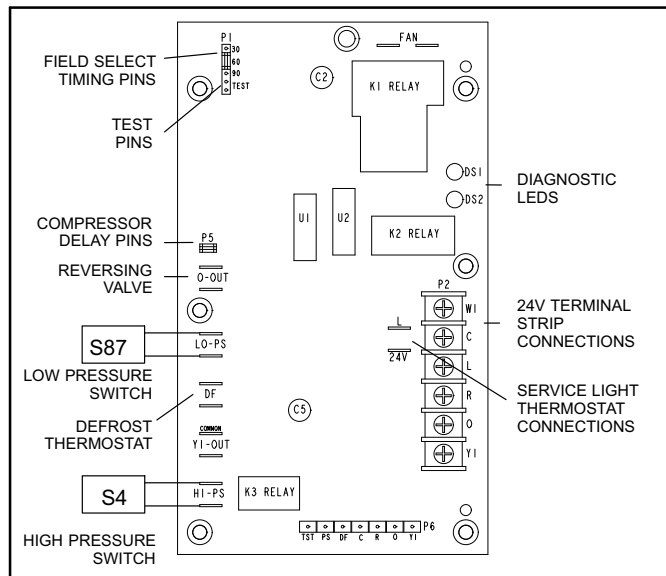 P1
FAN
30
FIELD SELECT
TIMING PINS
60
90
TEST
C2
K1 RELAY
TEST
PINS
DS1
DIAGNOSTIC
LEDS
DS2
U1
U2
K2 RELAY
COMPRESSOR
DELAY PINS
P5
REVERSING
VALVE
O-OUT
P2
W1
24V TERMINAL
STRIP
CONNECTIONS
L
C
24V
S87
LO-PS
L
LOW PRESSURE
SWITCH
R
SERVICE LIGHT
THERMOSTAT
CONNECTIONS
DF
DEFROST
THERMOSTAT
C5
O
COMMON
Y1-OUT
Y1
S4
HI-PS
K3 RELAY
HIGH PRESSURE
SWITCH
P6
TST PS DF C R O Y1